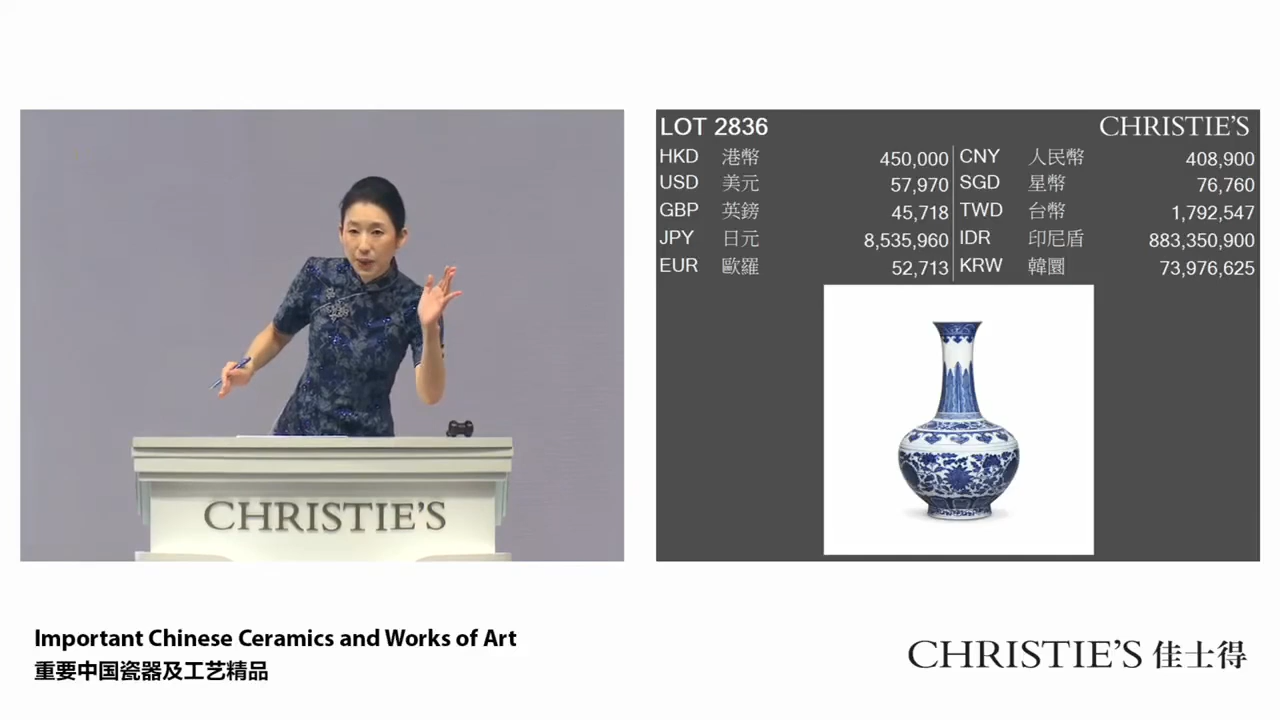 LOT 2836
CHRISTIE'S
HKD 港幣 450,000 CNY 人民幣 408,900
USD 美元 57,970 SGD 星幣 76,760
GBP 英鎊 45,718 TWD 台幣 1,792,547
JPY 日元 8,535,960 IDR 印尼盾 883,350,900
EUR 歐羅 52,713 KRW 韓圜 73,976,625
CHRISTIE'S
Important Chinese Ceramics and Works of Art
重要中国瓷器及工艺精品
CHRISTIE'S 佳士得